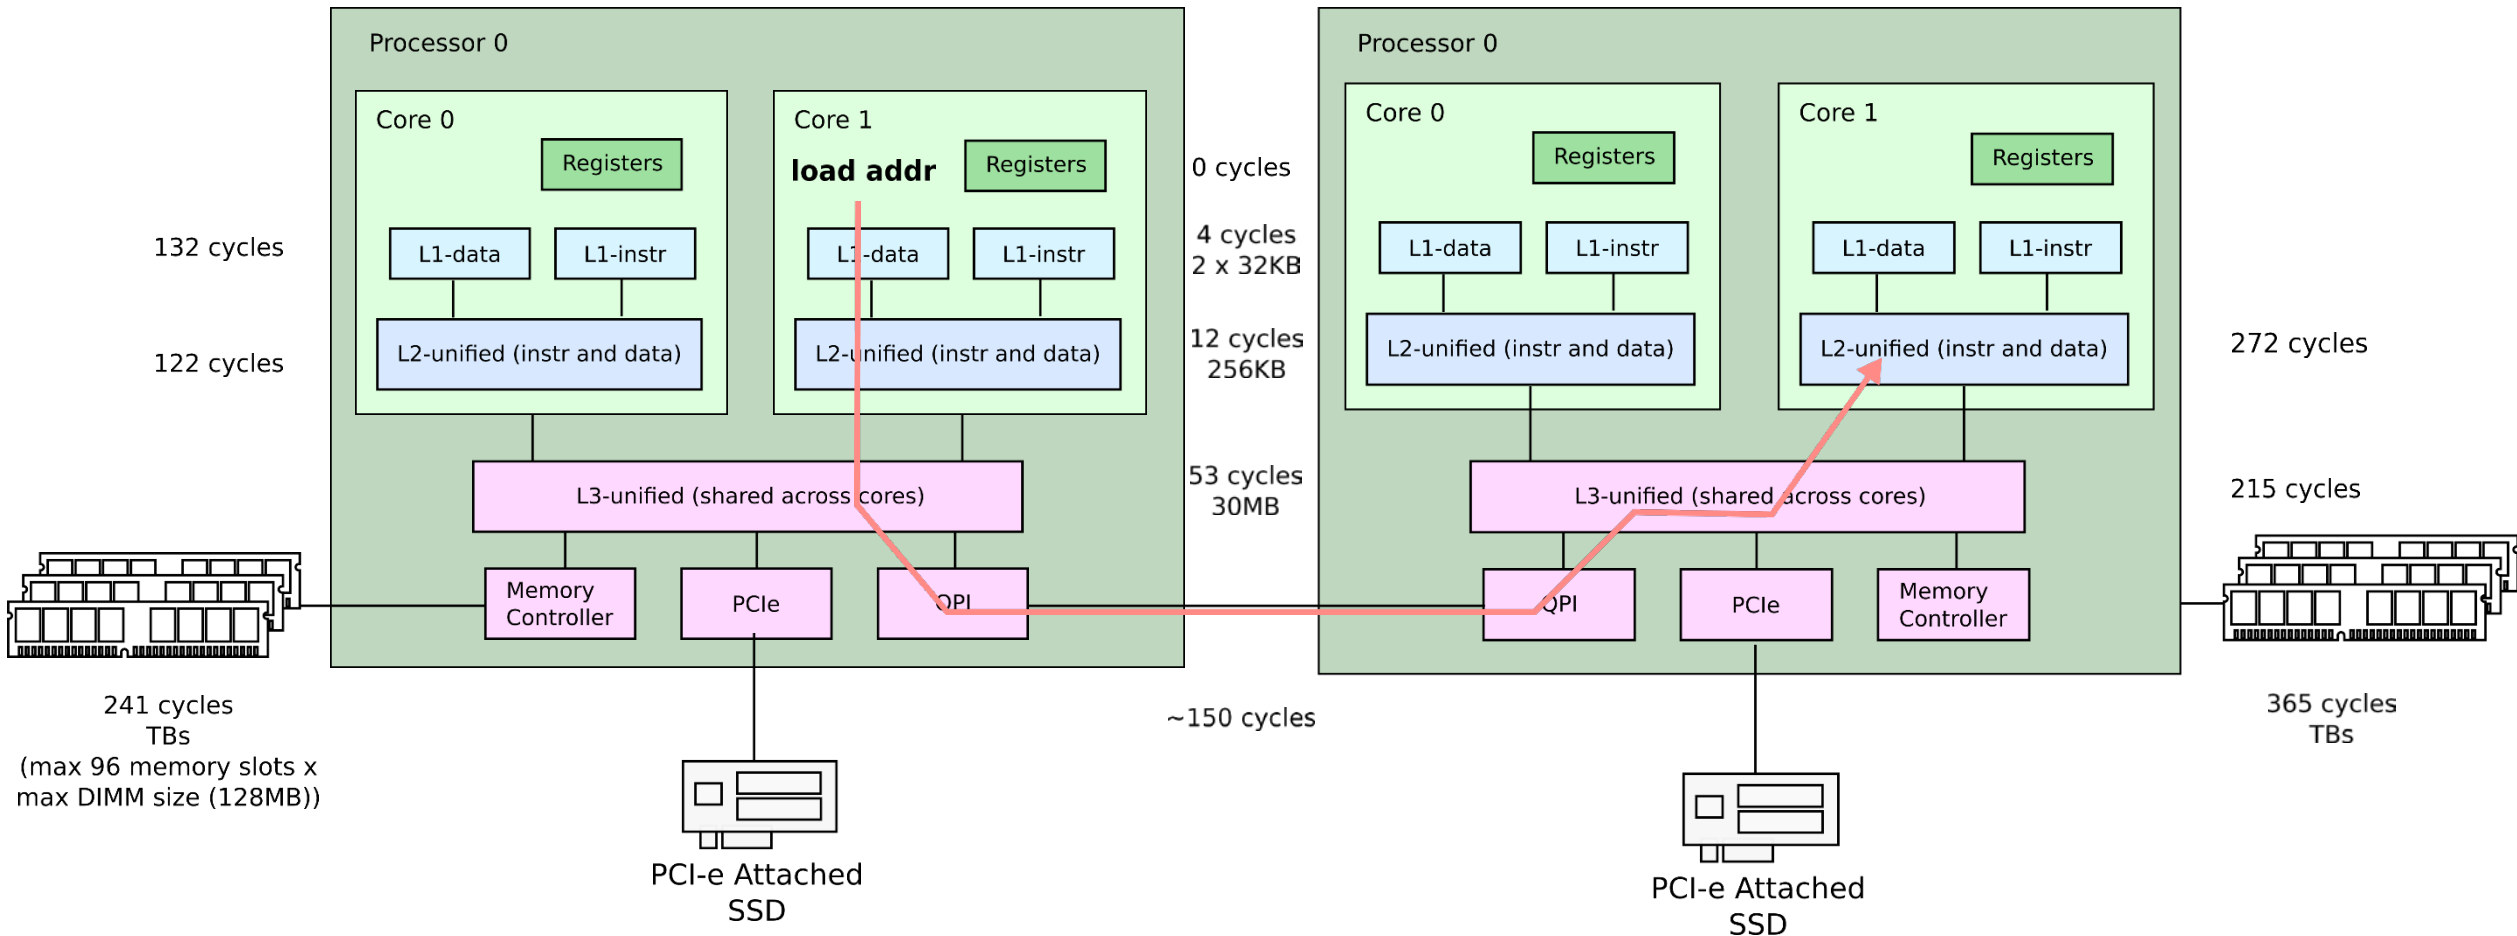 Processor 0
Core 0
Registers
L1-data
L1-instr
L2-unified (instr and data)
Core 1
load addr
Registers
L1-data
L1-instr
L2-unified (instr and data)
L3-unified (shared across cores)
Memory
Controller
PCIe
QPI
132 cycles
122 cycles
241 cycles
TBs
(max 96 memory slots x
max DIMM size (128MB))
PCI-e Attached
SSD
0 cycles
4 cycles
2 x 32KB
12 cycles
256KB
53 cycles
30MB
~150 cycles
Processor 0
Core 0
Registers
L1-data
L1-instr
L2-unified (instr and data)
Core 1
Registers
L1-data
L1-instr
L2-unified (instr and data)
L3-unified (shared across cores)
QPI
PCIe
Memory
Controller
272 cycles
215 cycles
365 cycles
TBs
PCI-e Attached
SSD